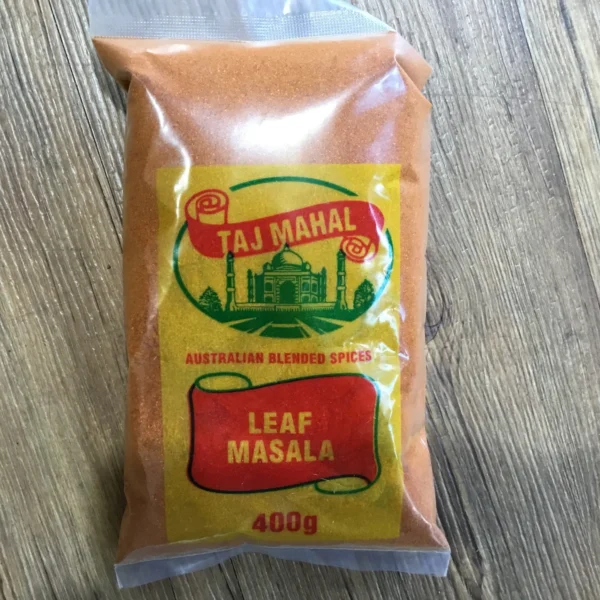 TAJ MAHAL
AUSTRALIAN BLENDED SPICES
LEAF
MASALA
400g